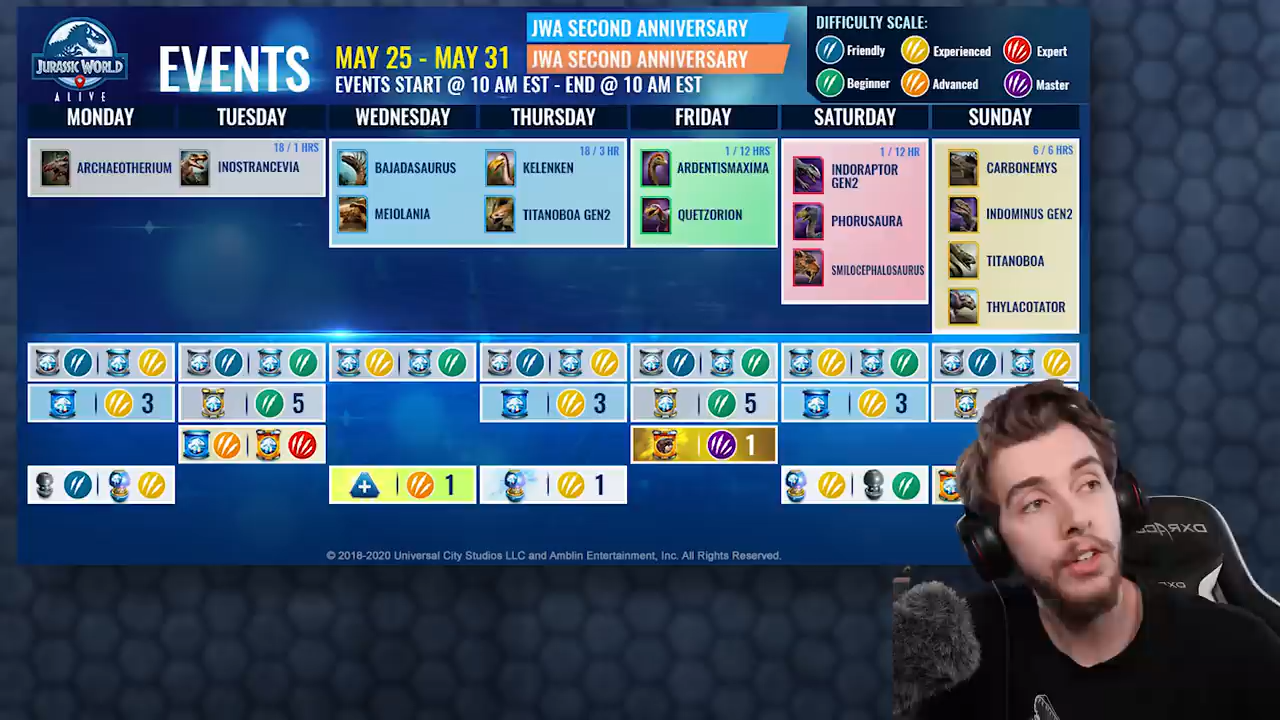 JURASSIC WORLD
ALIVE
EVENTS
MAY 25 - MAY 31
JWA SECOND ANNIVERSARY
JWA SECOND ANNIVERSARY
EVENTS START @ 10 AM EST - END @ 10 AM EST
DIFFICULTY SCALE:
Friendly Experienced Expert
Beginner Advanced Master
MONDAY TUESDAY WEDNESDAY THURSDAY FRIDAY SATURDAY SUNDAY
18 / 1 HRS
ARCHAEOTHERIUM INOSTRANCEVIA
18 / 3 HR
BAJADASAURUS KELENKEN
MEIOLANIA TITANOBOA GEN2
1 / 12 HRS
ARDENTISMAXIMA
QUETZORION
1 / 12 HR
INDORAPTOR
GEN2
PHORUSAURA
SMILOCEPHALOSAURUS
6 / 6 HRS
CARBONEMYS
INDOMINUS GEN2
TITANOBOA
THYLACOTATOR
3 5 3 5 3
1
1 1
© 2018-2020 Universal City Studios LLC and Amblin Entertainment, Inc. All Rights Reserved.